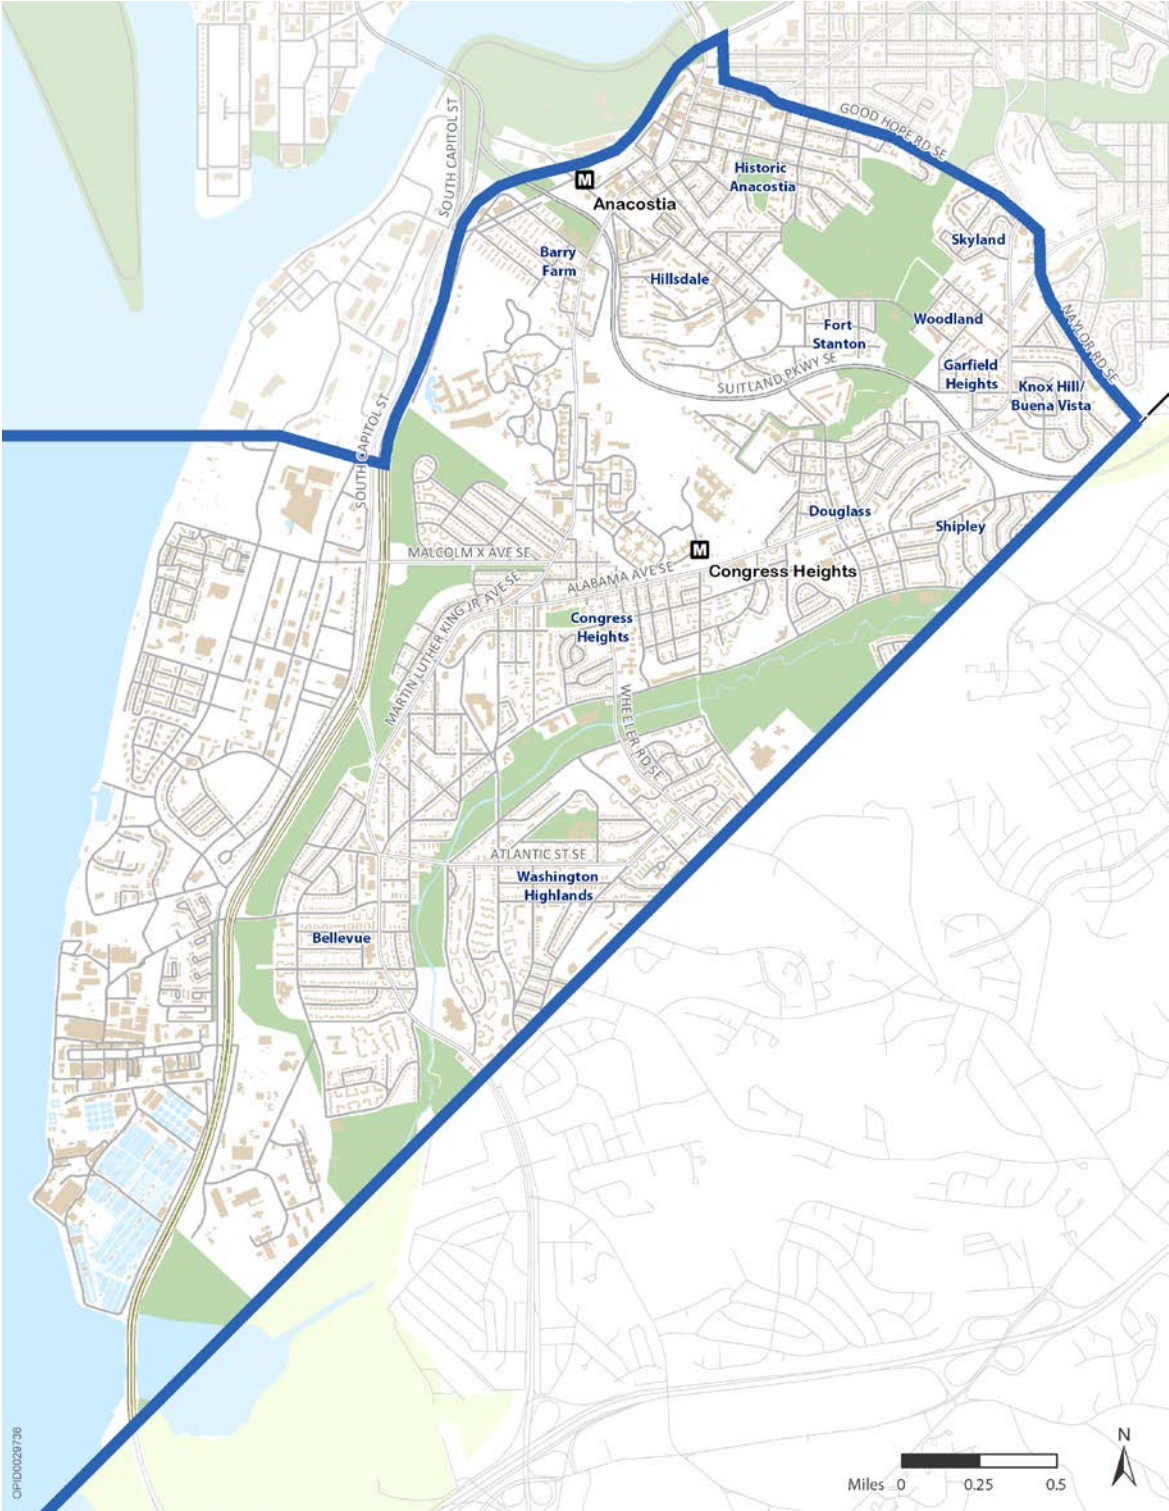 SOUTH CAPITOL ST
GOOD HOPE RD SE
Historic
Anacostia
M
Anacostia
Skyland
Barry
Farm
Hillsdale
Woodland
Fort
Stanton
NAYLOR RD SE
SUITLAND PKWY SE
Garfield
Heights
Knox Hill/
Buena Vista
SOUTH CAPITOL ST
Douglass
Shipley
MALCOLM X AVE SE
M
Congress Heights
ALABAMA AVE SE
MARTIN LUTHER KING JR AVE SE
Congress
Heights
WHEELER RD SE
ATLANTIC ST SE
Washington
Highlands
Bellevue
OPID0029738
N
Miles 0 0.25 0.5